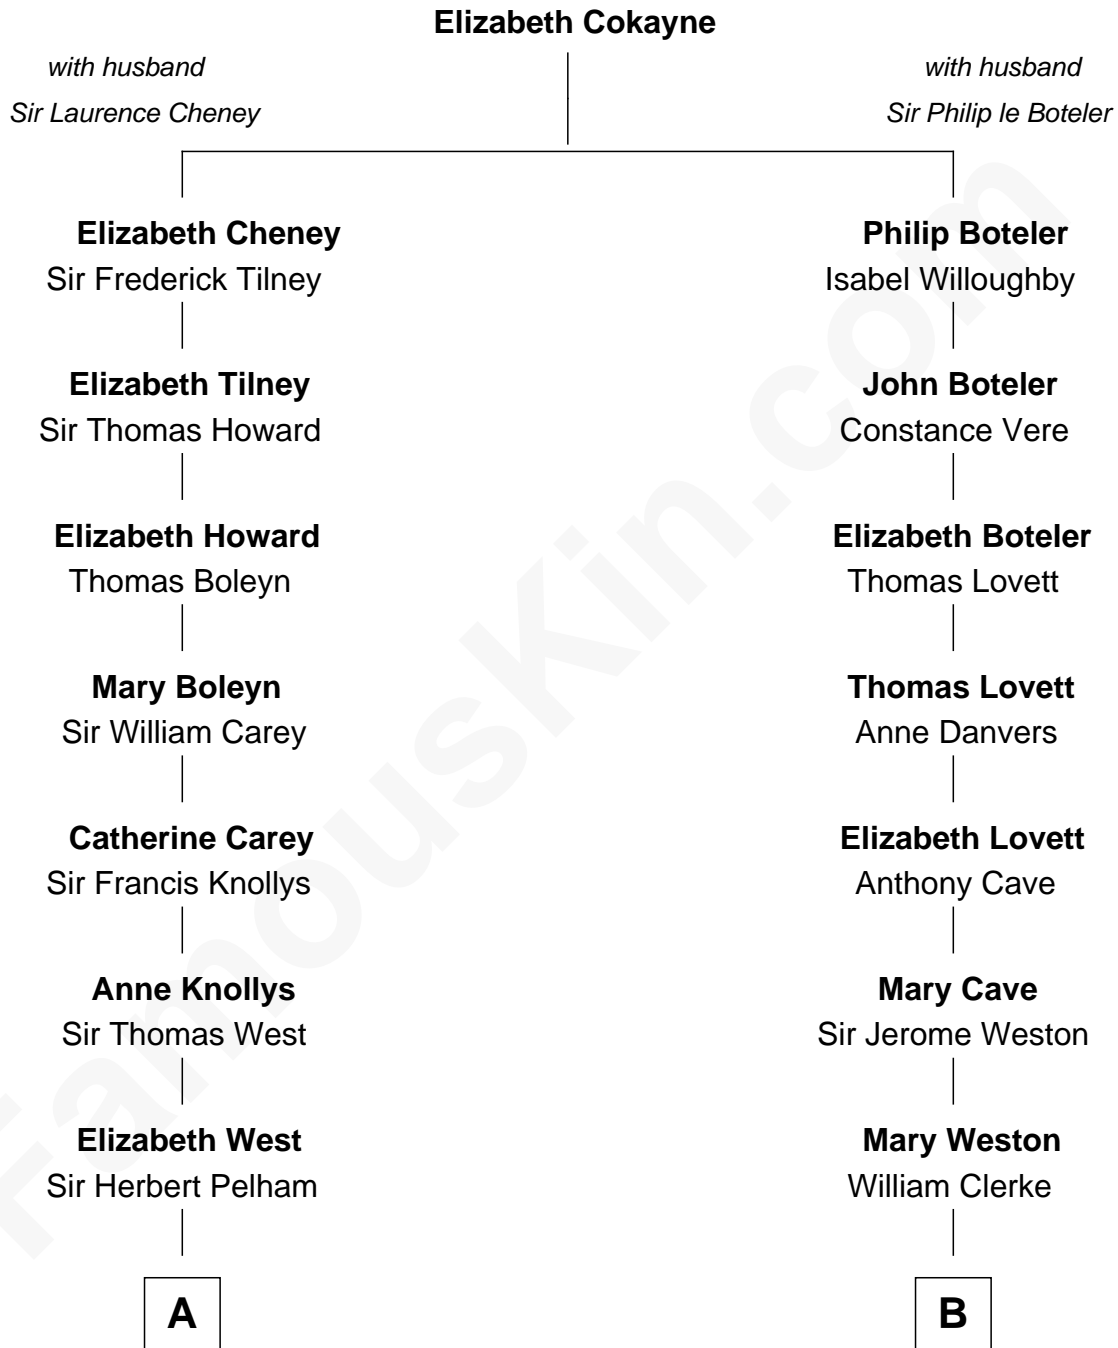 Elizabeth Cokayne
with husband
Sir Laurence Cheney
with husband
Sir Philip le Boteler
Elizabeth Cheney
Sir Frederick Tilney
Philip Boteler
Isabel Willoughby
Elizabeth Tilney
Sir Thomas Howard
John Boteler
Constance Vere
Elizabeth Howard
Thomas Boleyn
Elizabeth Boteler
Thomas Lovett
Mary Boleyn
Sir William Carey
Thomas Lovett
Anne Danvers
Catherine Carey
Sir Francis Knollys
Elizabeth Lovett
Anthony Cave
Anne Knollys
Sir Thomas West
Mary Cave
Sir Jerome Weston
Elizabeth West
Sir Herbert Pelham
Mary Weston
William Clerke
A
B
FamousKin.com